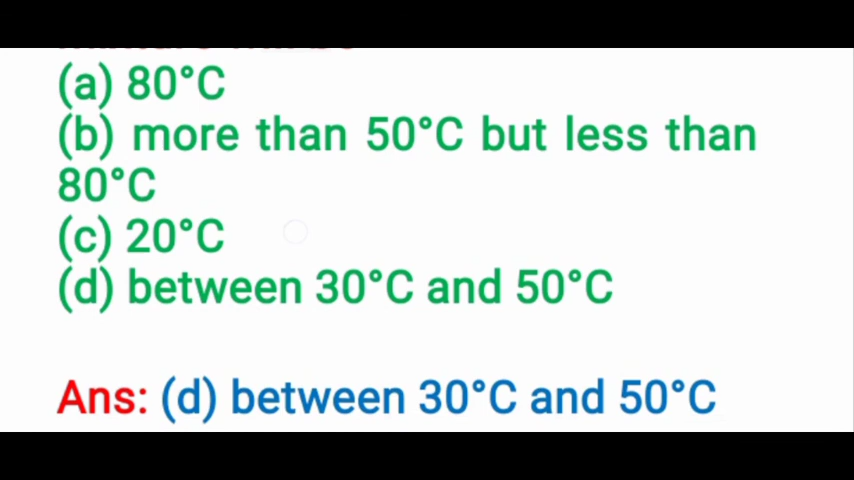 (a) 80°C
(b) more than 50°C but less than
80°C
(c) 20°C
(d) between 30°C and 50°C
Ans: (d) between 30°C and 50°C